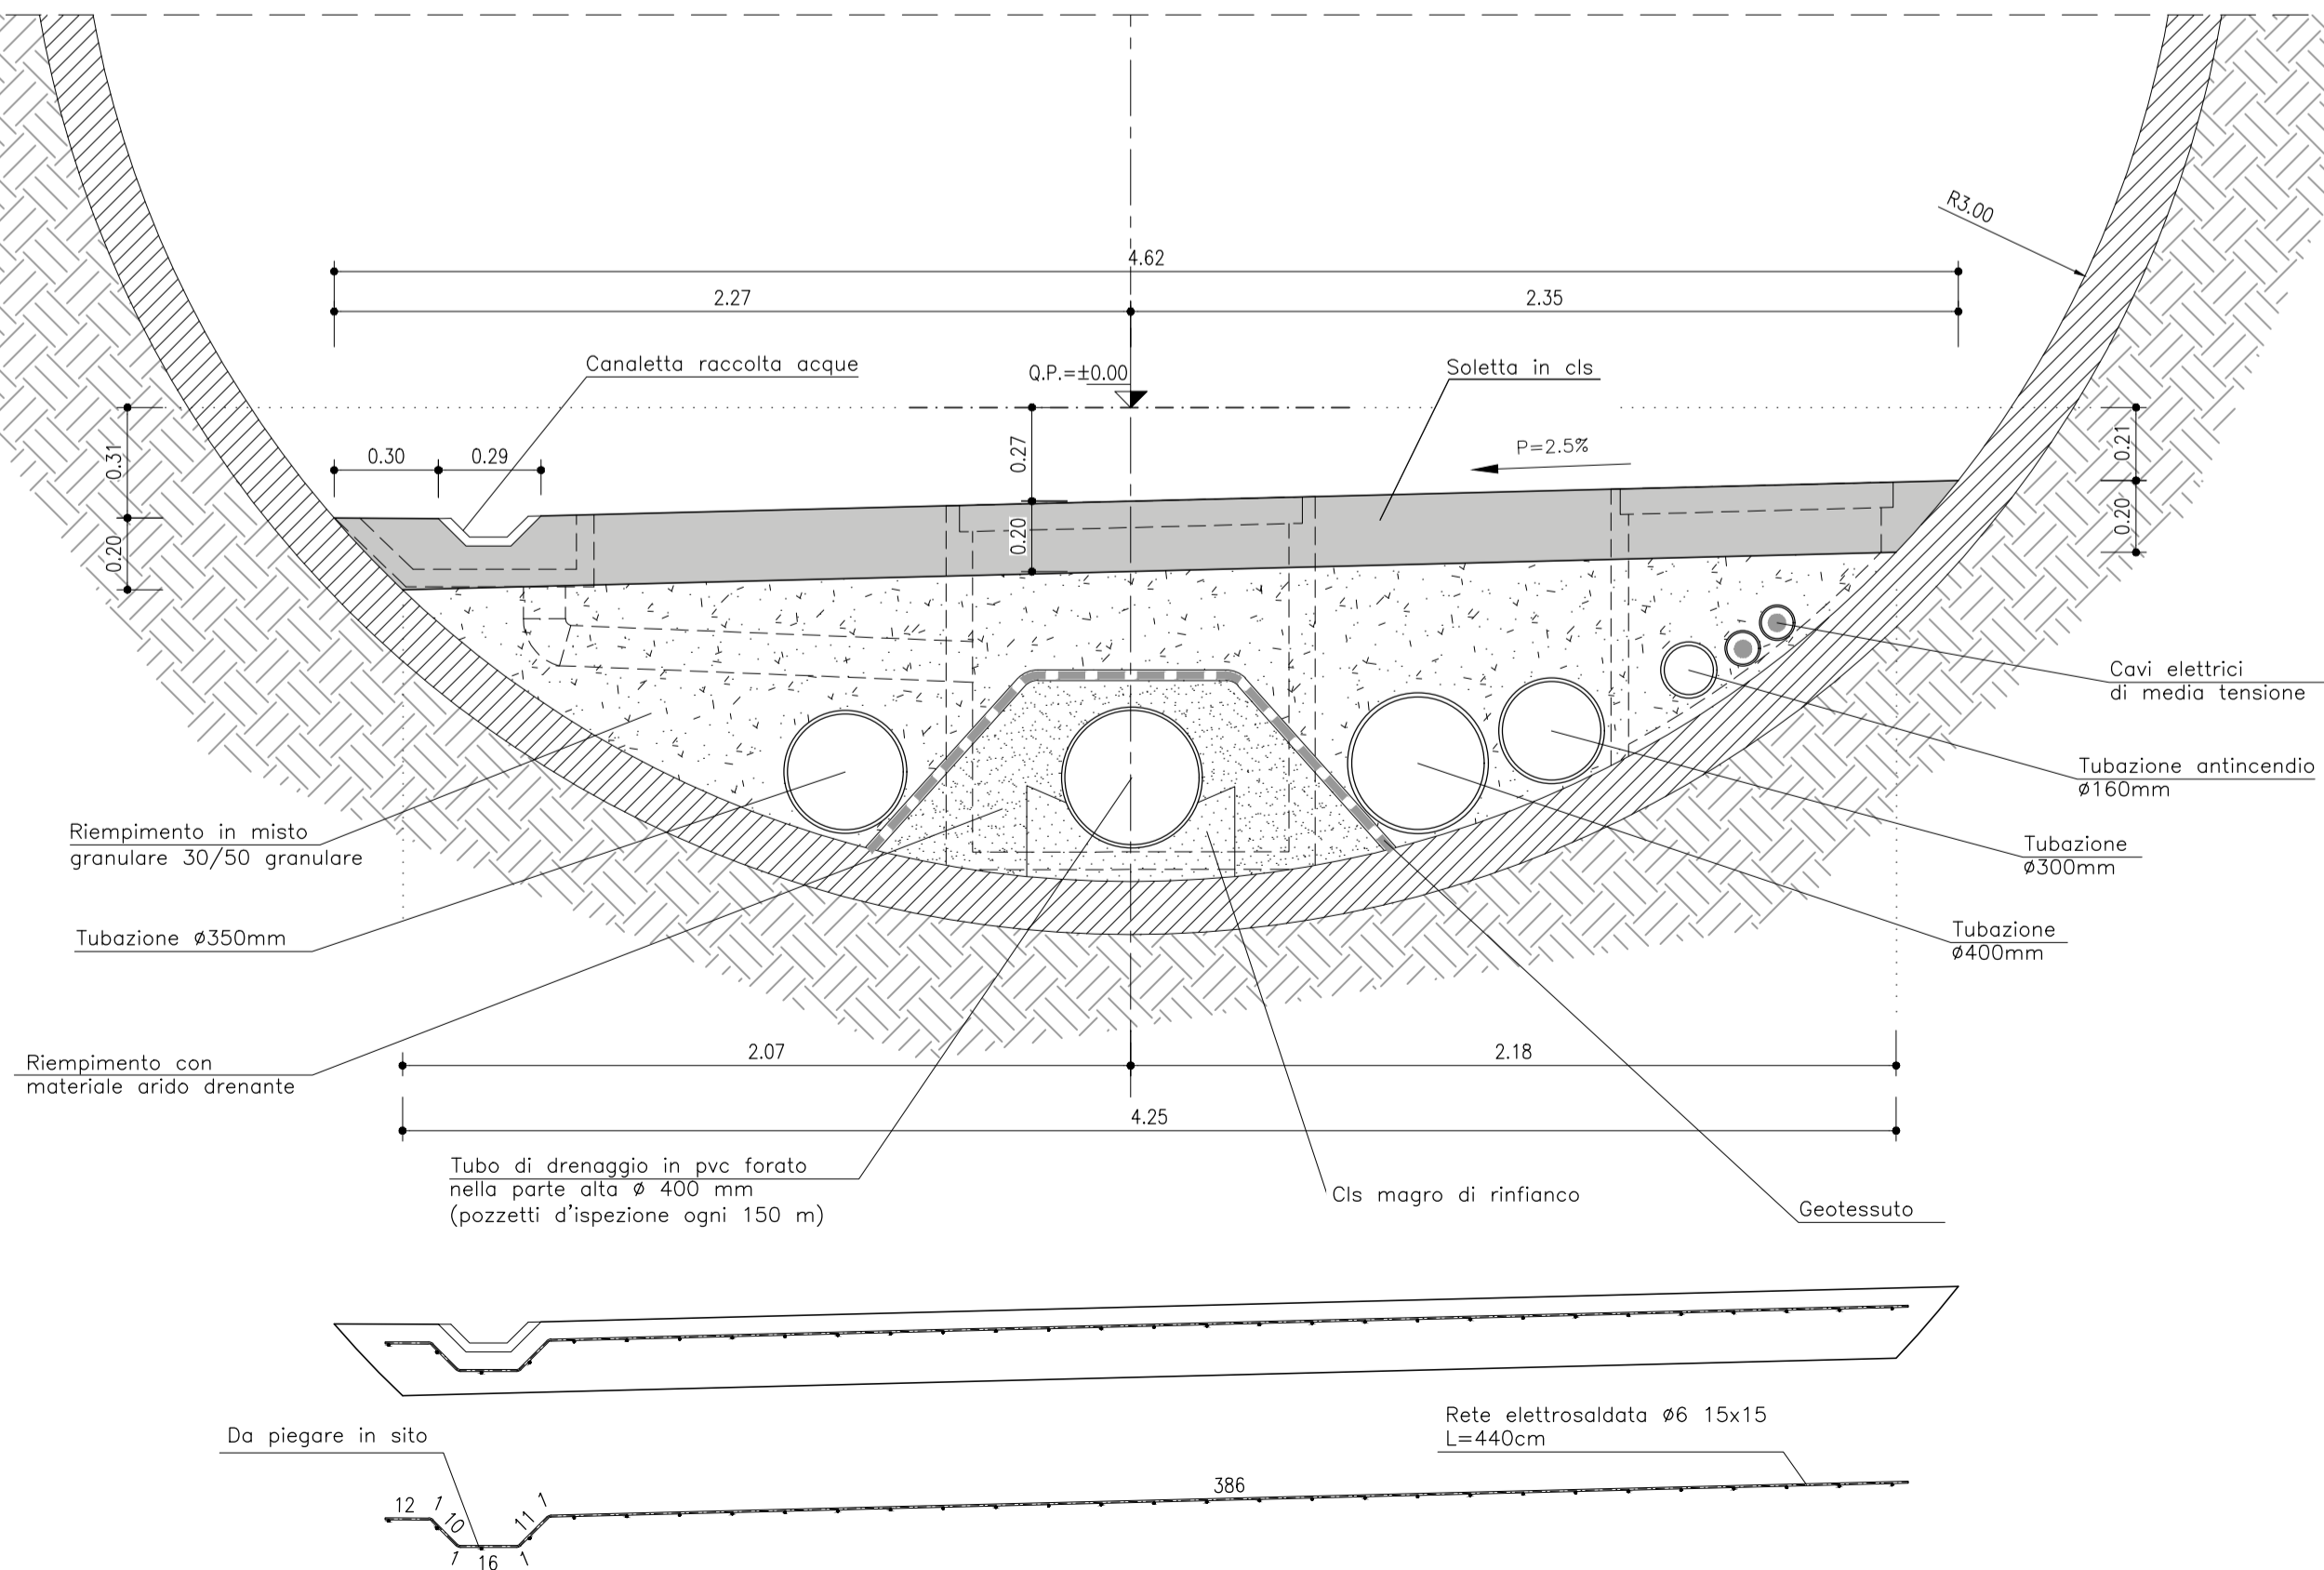 R3.00
4.62
2.27
2.35
Canaletta raccolta acque
Q.P.=±0.00
Soletta in cls
0.31
0.30
0.29
0.27
P=2.5%
0.21
0.20
0.20
0.20
Cavi elettrici
di media tensione
Tubazione antincendio
ø160mm
Riempimento in misto
granulare 30/50 granulare
Tubazione
ø300mm
Tubazione ø350mm
Tubazione
ø400mm
Riempimento con
materiale arido drenante
2.07
2.18
4.25
Tubo di drenaggio in pvc forato
nella parte alta ø 400 mm
(pozzetti d'ispezione ogni 150 m)
Cls magro di rinfianco
Geotessuto
Da piegare in sito
Rete elettrosaldata ø6 15x15
L=440cm
386
12
1
10
1
16
11
1
1